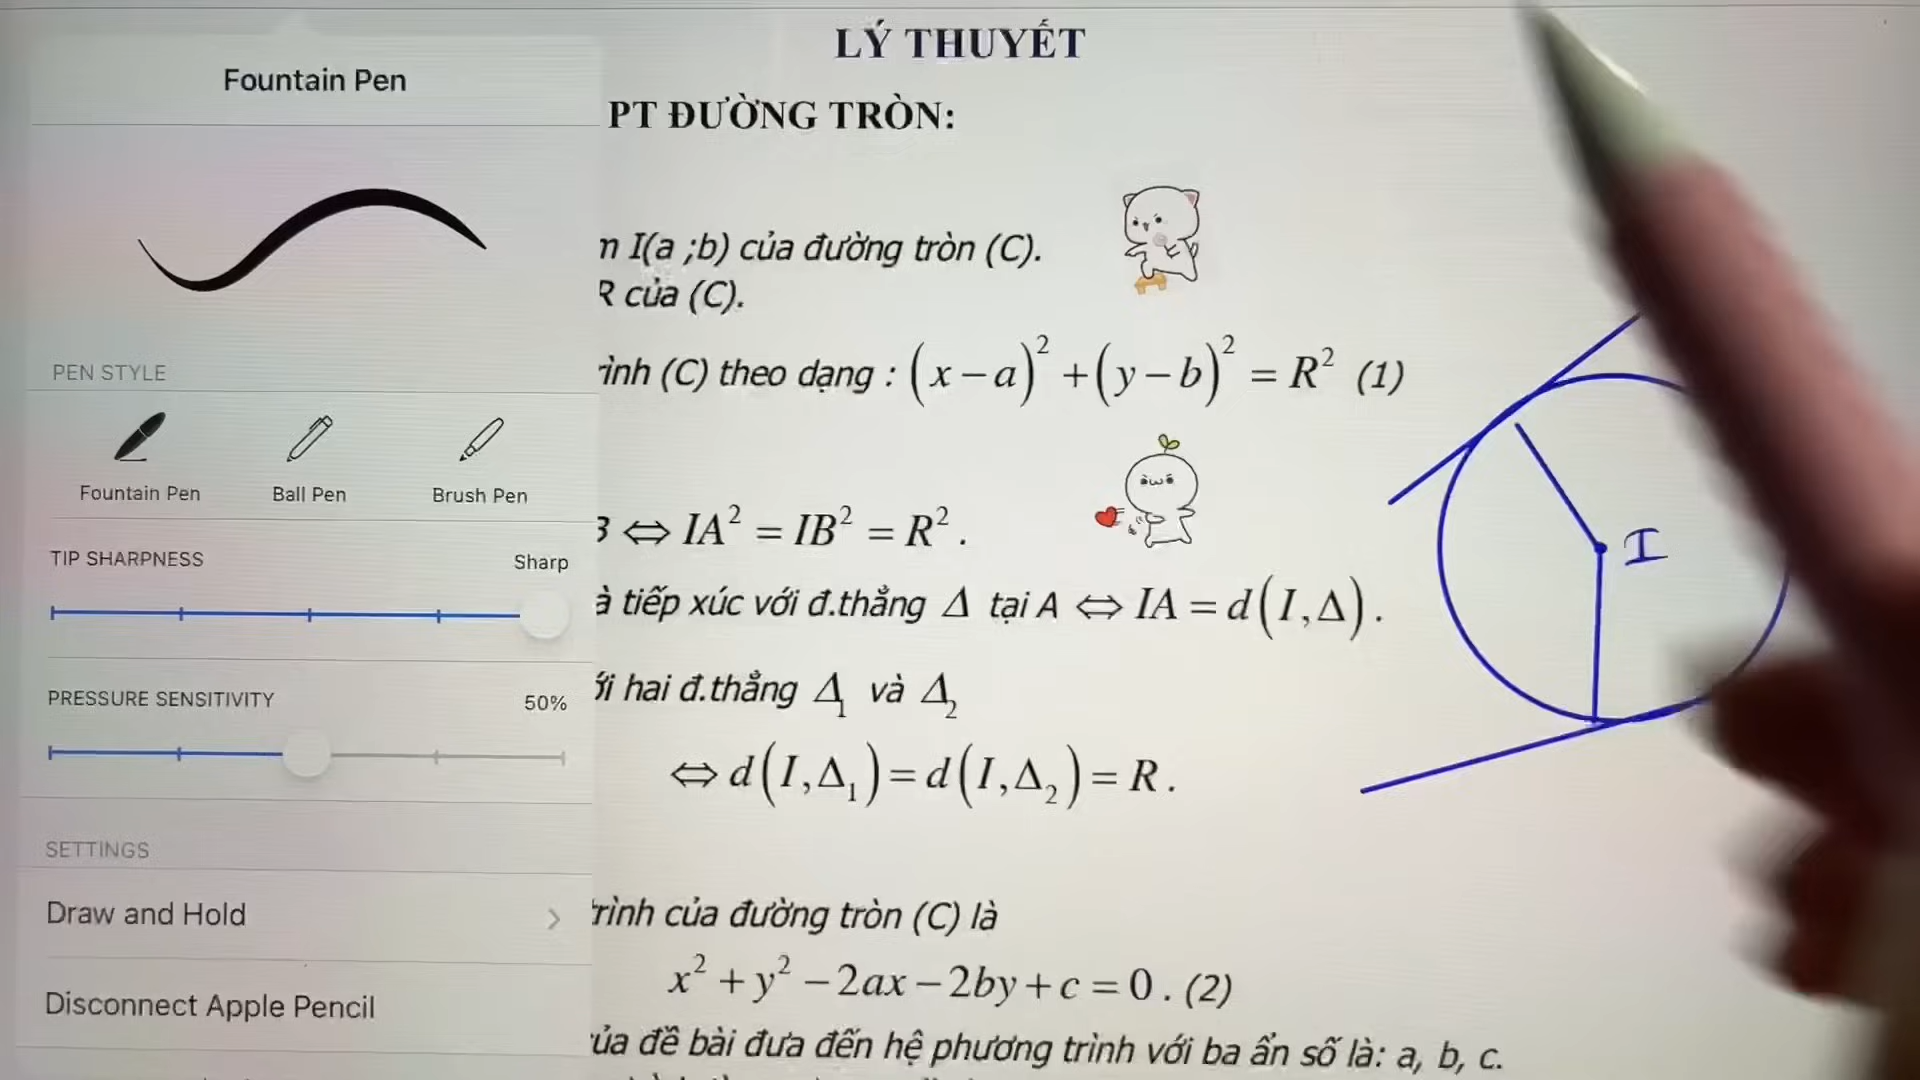 LÝ THUYẾT
Fountain Pen
PT ĐƯỜNG TRÒN:
I(a ;b) của đường tròn (C).
R của (C).
PEN STYLE
(C) theo dạng : (x − a)² + (y − b)² = R² (1)
Fountain Pen
Ball Pen
Brush Pen
⇔ IA² = IB² = R² .
I
TIP SHARPNESS
Sharp
tiếp xúc với đ.thẳng Δ tại A ⇔ IA = d(I, Δ).
PRESSURE SENSITIVITY
50%
hai đ.thẳng Δ₁ và Δ₂
⇔ d(I, Δ₁) = d(I, Δ₂) = R .
SETTINGS
Draw and Hold
trình của đường tròn (C) là
x² + y² − 2ax − 2by + c = 0 . (2)
Disconnect Apple Pencil
của đề bài đưa đến hệ phương trình với ba ẩn số là: a, b, c.